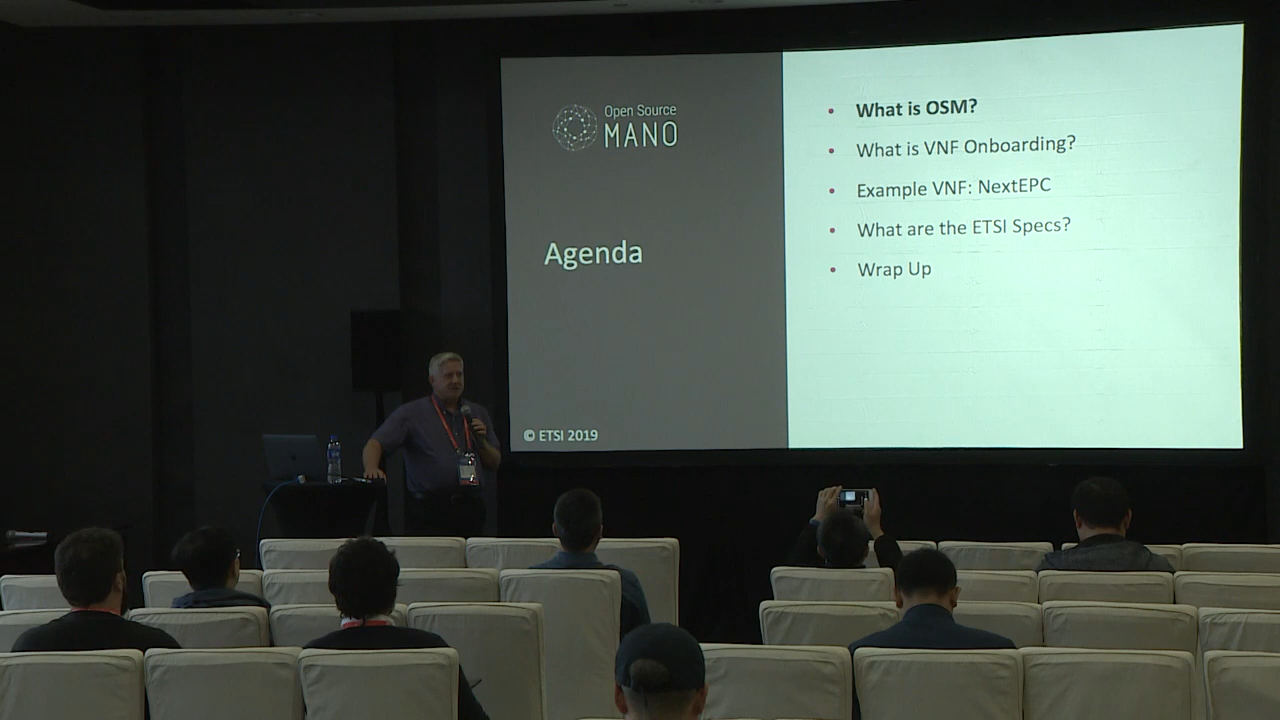 Open Source
MANO
Agenda
© ETSI 2019
• What is OSM?
• What is VNF Onboarding?
• Example VNF: NextEPC
• What are the ETSI Specs?
• Wrap Up